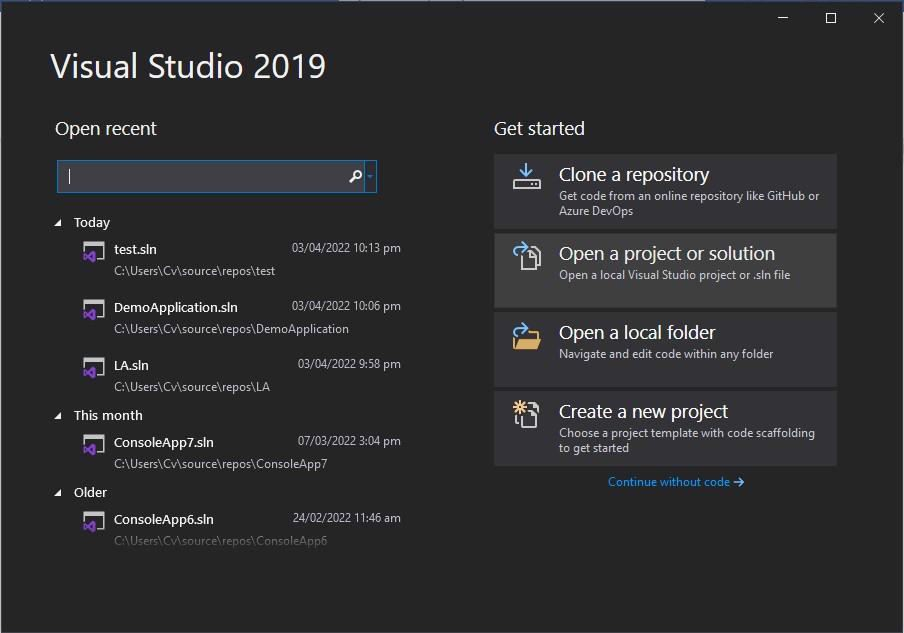 Visual Studio 2019
Open recent
Today
test.sln 03/04/2022 10:13 pm
C:\Users\Cv\source\repos\test
DemoApplication.sln 03/04/2022 10:06 pm
C:\Users\Cv\source\repos\DemoApplication
LA.sln 03/04/2022 9:58 pm
C:\Users\Cv\source\repos\LA
This month
ConsoleApp7.sln 07/03/2022 3:04 pm
C:\Users\Cv\source\repos\ConsoleApp7
Older
ConsoleApp6.sln 24/02/2022 11:46 am
C:\Users\Cv\source\repos\ConsoleApp6
Get started
Clone a repository
Get code from an online repository like GitHub or
Azure DevOps
Open a project or solution
Open a local Visual Studio project or .sln file
Open a local folder
Navigate and edit code within any folder
Create a new project
Choose a project template with code scaffolding
to get started
Continue without code →